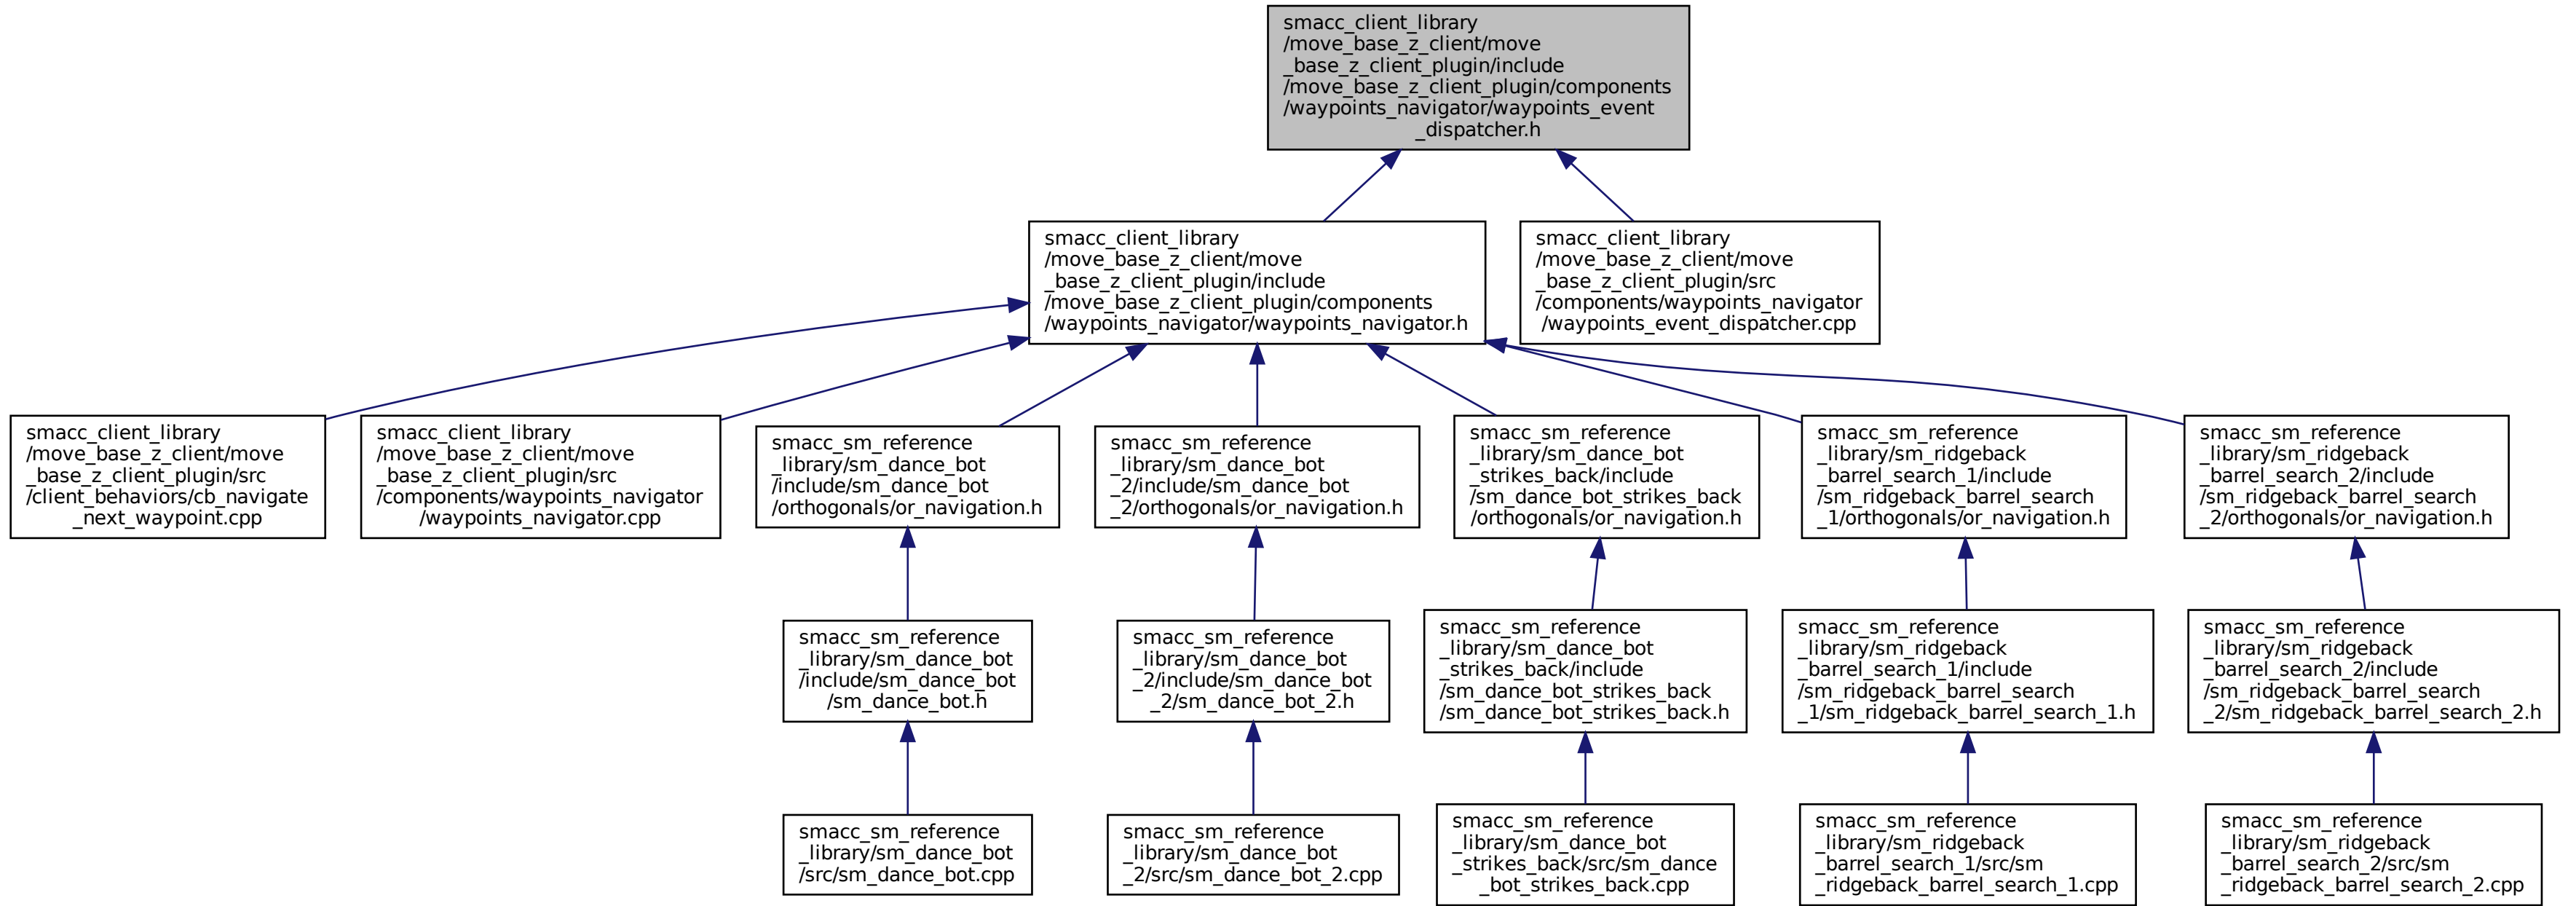 smacc_client_library
/move_base_z_client/move
_base_z_client_plugin/include
/move_base_z_client_plugin/components
/waypoints_navigator/waypoints_event
_dispatcher.h
smacc_client_library
/move_base_z_client/move
_base_z_client_plugin/include
/move_base_z_client_plugin/components
/waypoints_navigator/waypoints_navigator.h
smacc_client_library
/move_base_z_client/move
_base_z_client_plugin/src
/components/waypoints_navigator
/waypoints_event_dispatcher.cpp
smacc_client_library
/move_base_z_client/move
_base_z_client_plugin/src
/client_behaviors/cb_navigate
_next_waypoint.cpp
smacc_client_library
/move_base_z_client/move
_base_z_client_plugin/src
/components/waypoints_navigator
/waypoints_navigator.cpp
smacc_sm_reference
_library/sm_dance_bot
/include/sm_dance_bot
/orthogonals/or_navigation.h
smacc_sm_reference
_library/sm_dance_bot
_2/include/sm_dance_bot
_2/orthogonals/or_navigation.h
smacc_sm_reference
_library/sm_dance_bot
_strikes_back/include
/sm_dance_bot_strikes_back
/orthogonals/or_navigation.h
smacc_sm_reference
_library/sm_ridgeback
_barrel_search_1/include
/sm_ridgeback_barrel_search
_1/orthogonals/or_navigation.h
smacc_sm_reference
_library/sm_ridgeback
_barrel_search_2/include
/sm_ridgeback_barrel_search
_2/orthogonals/or_navigation.h
smacc_sm_reference
_library/sm_dance_bot
/include/sm_dance_bot
/sm_dance_bot.h
smacc_sm_reference
_library/sm_dance_bot
_2/include/sm_dance_bot
_2/sm_dance_bot_2.h
smacc_sm_reference
_library/sm_dance_bot
_strikes_back/include
/sm_dance_bot_strikes_back
/sm_dance_bot_strikes_back.h
smacc_sm_reference
_library/sm_ridgeback
_barrel_search_1/include
/sm_ridgeback_barrel_search
_1/sm_ridgeback_barrel_search_1.h
smacc_sm_reference
_library/sm_ridgeback
_barrel_search_2/include
/sm_ridgeback_barrel_search
_2/sm_ridgeback_barrel_search_2.h
smacc_sm_reference
_library/sm_dance_bot
/src/sm_dance_bot.cpp
smacc_sm_reference
_library/sm_dance_bot
_2/src/sm_dance_bot_2.cpp
smacc_sm_reference
_library/sm_dance_bot
_strikes_back/src/sm_dance
_bot_strikes_back.cpp
smacc_sm_reference
_library/sm_ridgeback
_barrel_search_1/src/sm
_ridgeback_barrel_search_1.cpp
smacc_sm_reference
_library/sm_ridgeback
_barrel_search_2/src/sm
_ridgeback_barrel_search_2.cpp